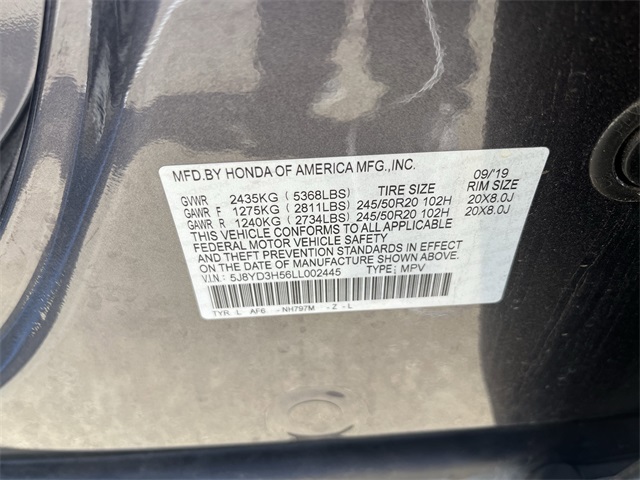 MFD.BY HONDA OF AMERICA MFG.,INC. 09/'19
GVWR 2435KG (5368LBS) TIRE SIZE RIM SIZE
GAWR F 1275KG (2811LBS) 245/50R20 102H 20X8.0J
GAWR R 1240KG (2734LBS) 245/50R20 102H 20X8.0J
THIS VEHICLE CONFORMS TO ALL APPLICABLE
FEDERAL MOTOR VEHICLE SAFETY
AND THEFT PREVENTION STANDARDS IN EFFECT
ON THE DATE OF MANUFACTURE SHOWN ABOVE.
V.I.N.: 5J8YD3H56LL002445 TYPE: MPV
TYR L AF6 - NH797M - Z - L